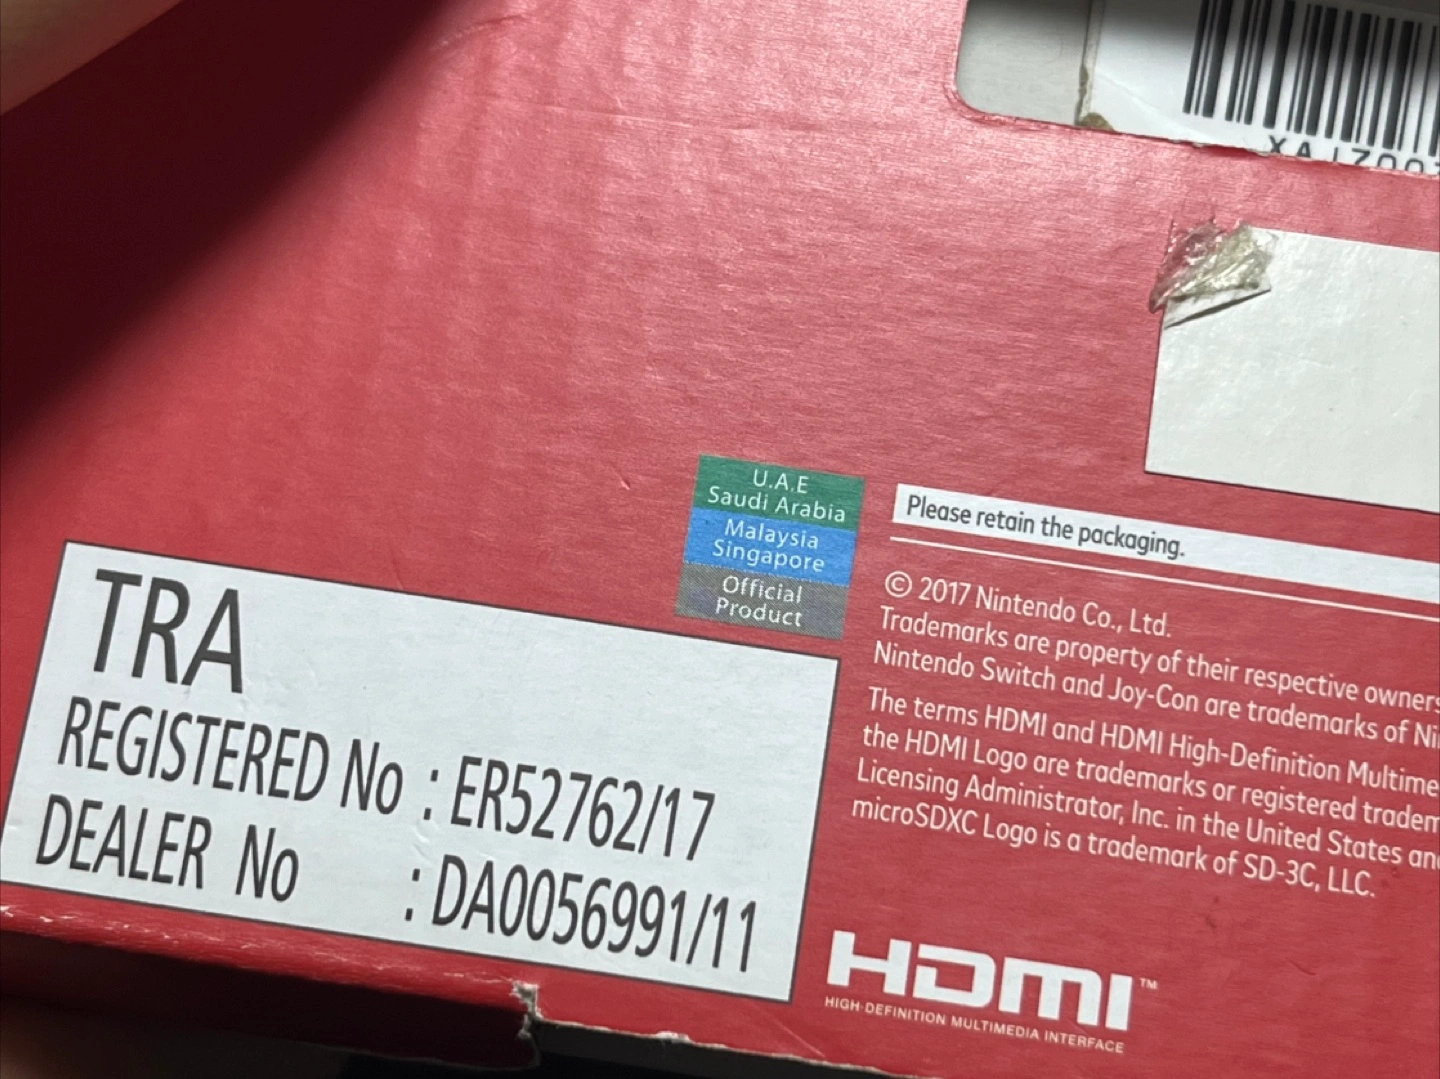 U.A.E
Saudi Arabia
Malaysia
Singapore
Official
Product
Please retain the packaging.
TRA
REGISTERED No : ER52762/17
DEALER No : DA0056991/11
© 2017 Nintendo Co., Ltd.
Trademarks are property of their respective owners
Nintendo Switch and Joy-Con are trademarks of
The terms HDMI and HDMI High-Definition
the HDMI Logo are trademarks or registered
Licensing Administrator, Inc. in the United States
microSDXC Logo is a trademark of SD-3C, LLC.
HDMI™
HIGH-DEFINITION MULTIMEDIA INTERFACE